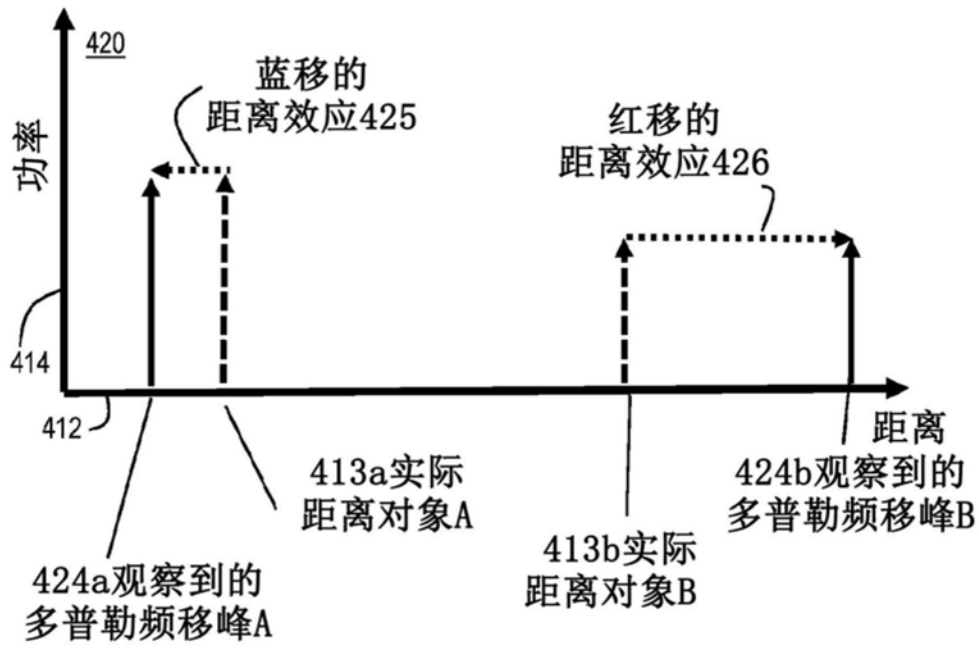 420
蓝移的
距离效应425
红移的
距离效应426
功率
414
412
距离
413a实际
距离对象A
424b观察到的
多普勒频移峰B
413b实际
距离对象B
424a观察到的
多普勒频移峰A